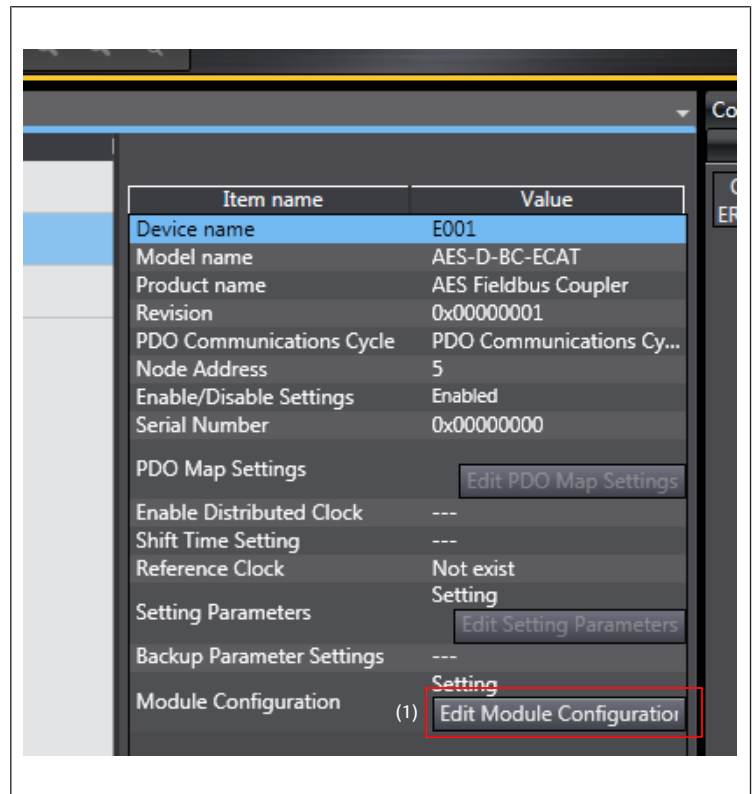 Co
Item name Value
ER
Device name E001
Model name AES-D-BC-ECAT
Product name AES Fieldbus Coupler
Revision 0x00000001
PDO Communications Cycle PDO Communications Cy...
Node Address 5
Enable/Disable Settings Enabled
Serial Number 0x00000000
PDO Map Settings Edit PDO Map Settings
Enable Distributed Clock ---
Shift Time Setting ---
Reference Clock Not exist
Setting
Setting Parameters Edit Setting Parameters
Backup Parameter Settings ---
Setting
Module Configuration (1) Edit Module Configuration